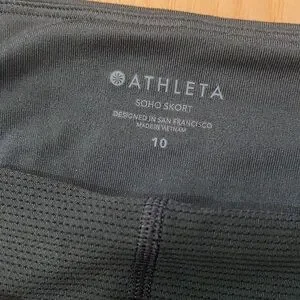 ATHLETA
SOHO SKORT
DESIGNED IN SAN FRANCISCO
MADE IN VIETNAM
10